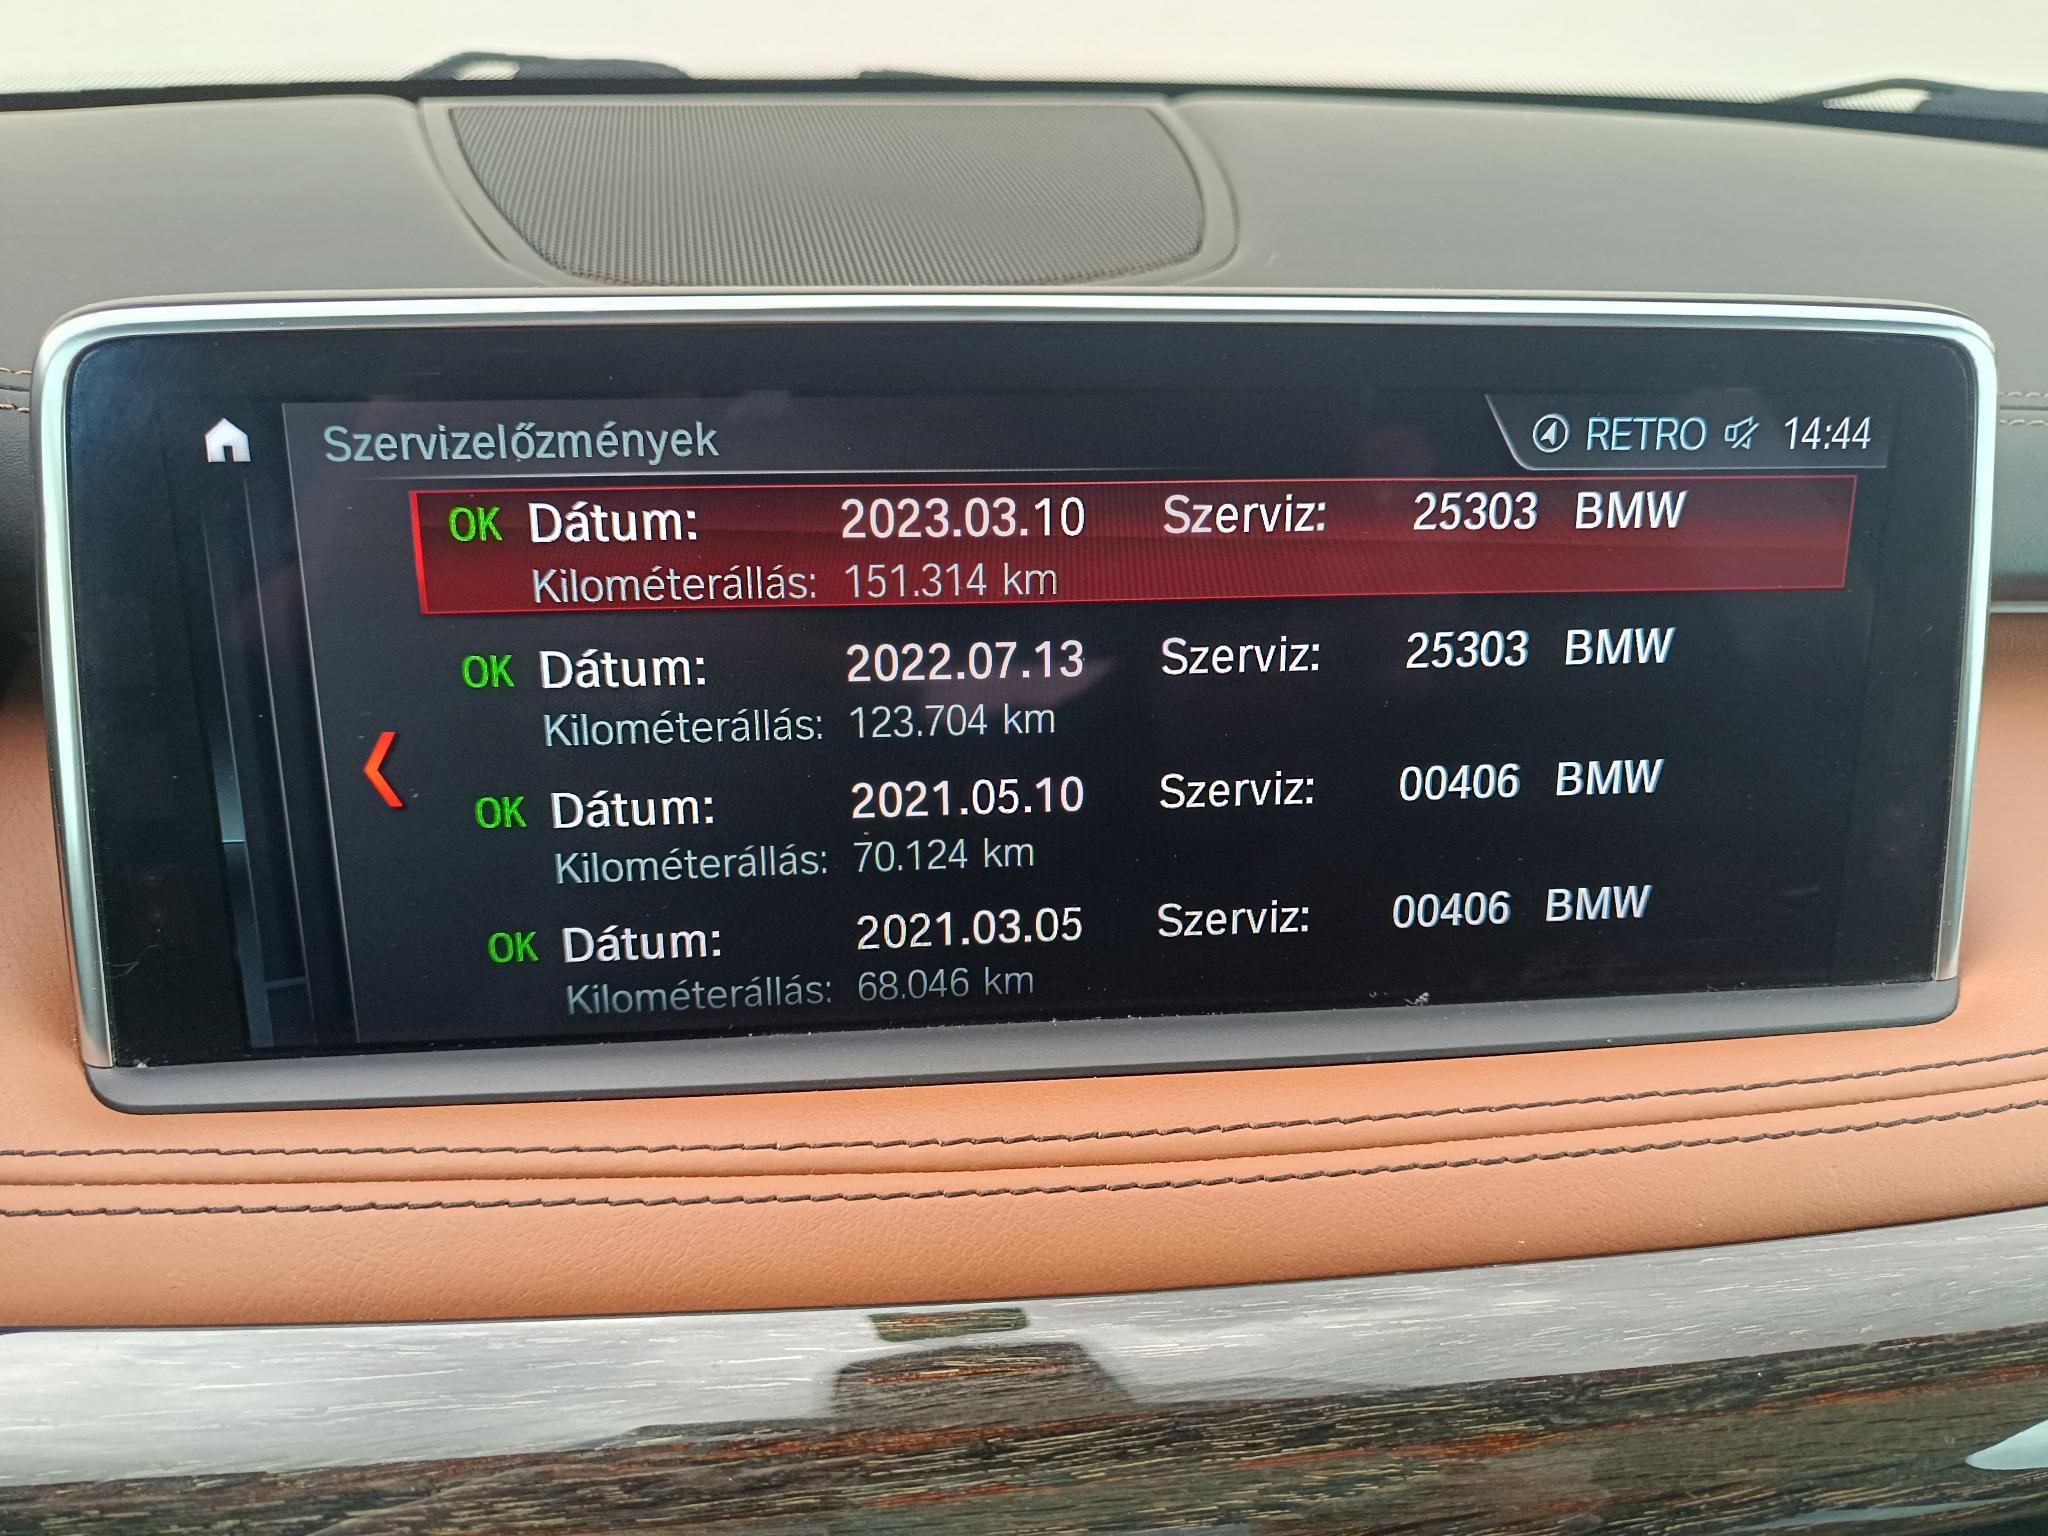 Szervizelőzmények RETRO 14:44
OK Dátum: 2023.03.10 Szerviz: 25303 BMW
Kilométerállás: 151.314 km
OK Dátum: 2022.07.13 Szerviz: 25303 BMW
Kilométerállás: 123.704 km
OK Dátum: 2021.05.10 Szerviz: 00406 BMW
Kilométerállás: 70.124 km
OK Dátum: 2021.03.05 Szerviz: 00406 BMW
Kilométerállás: 68.046 km